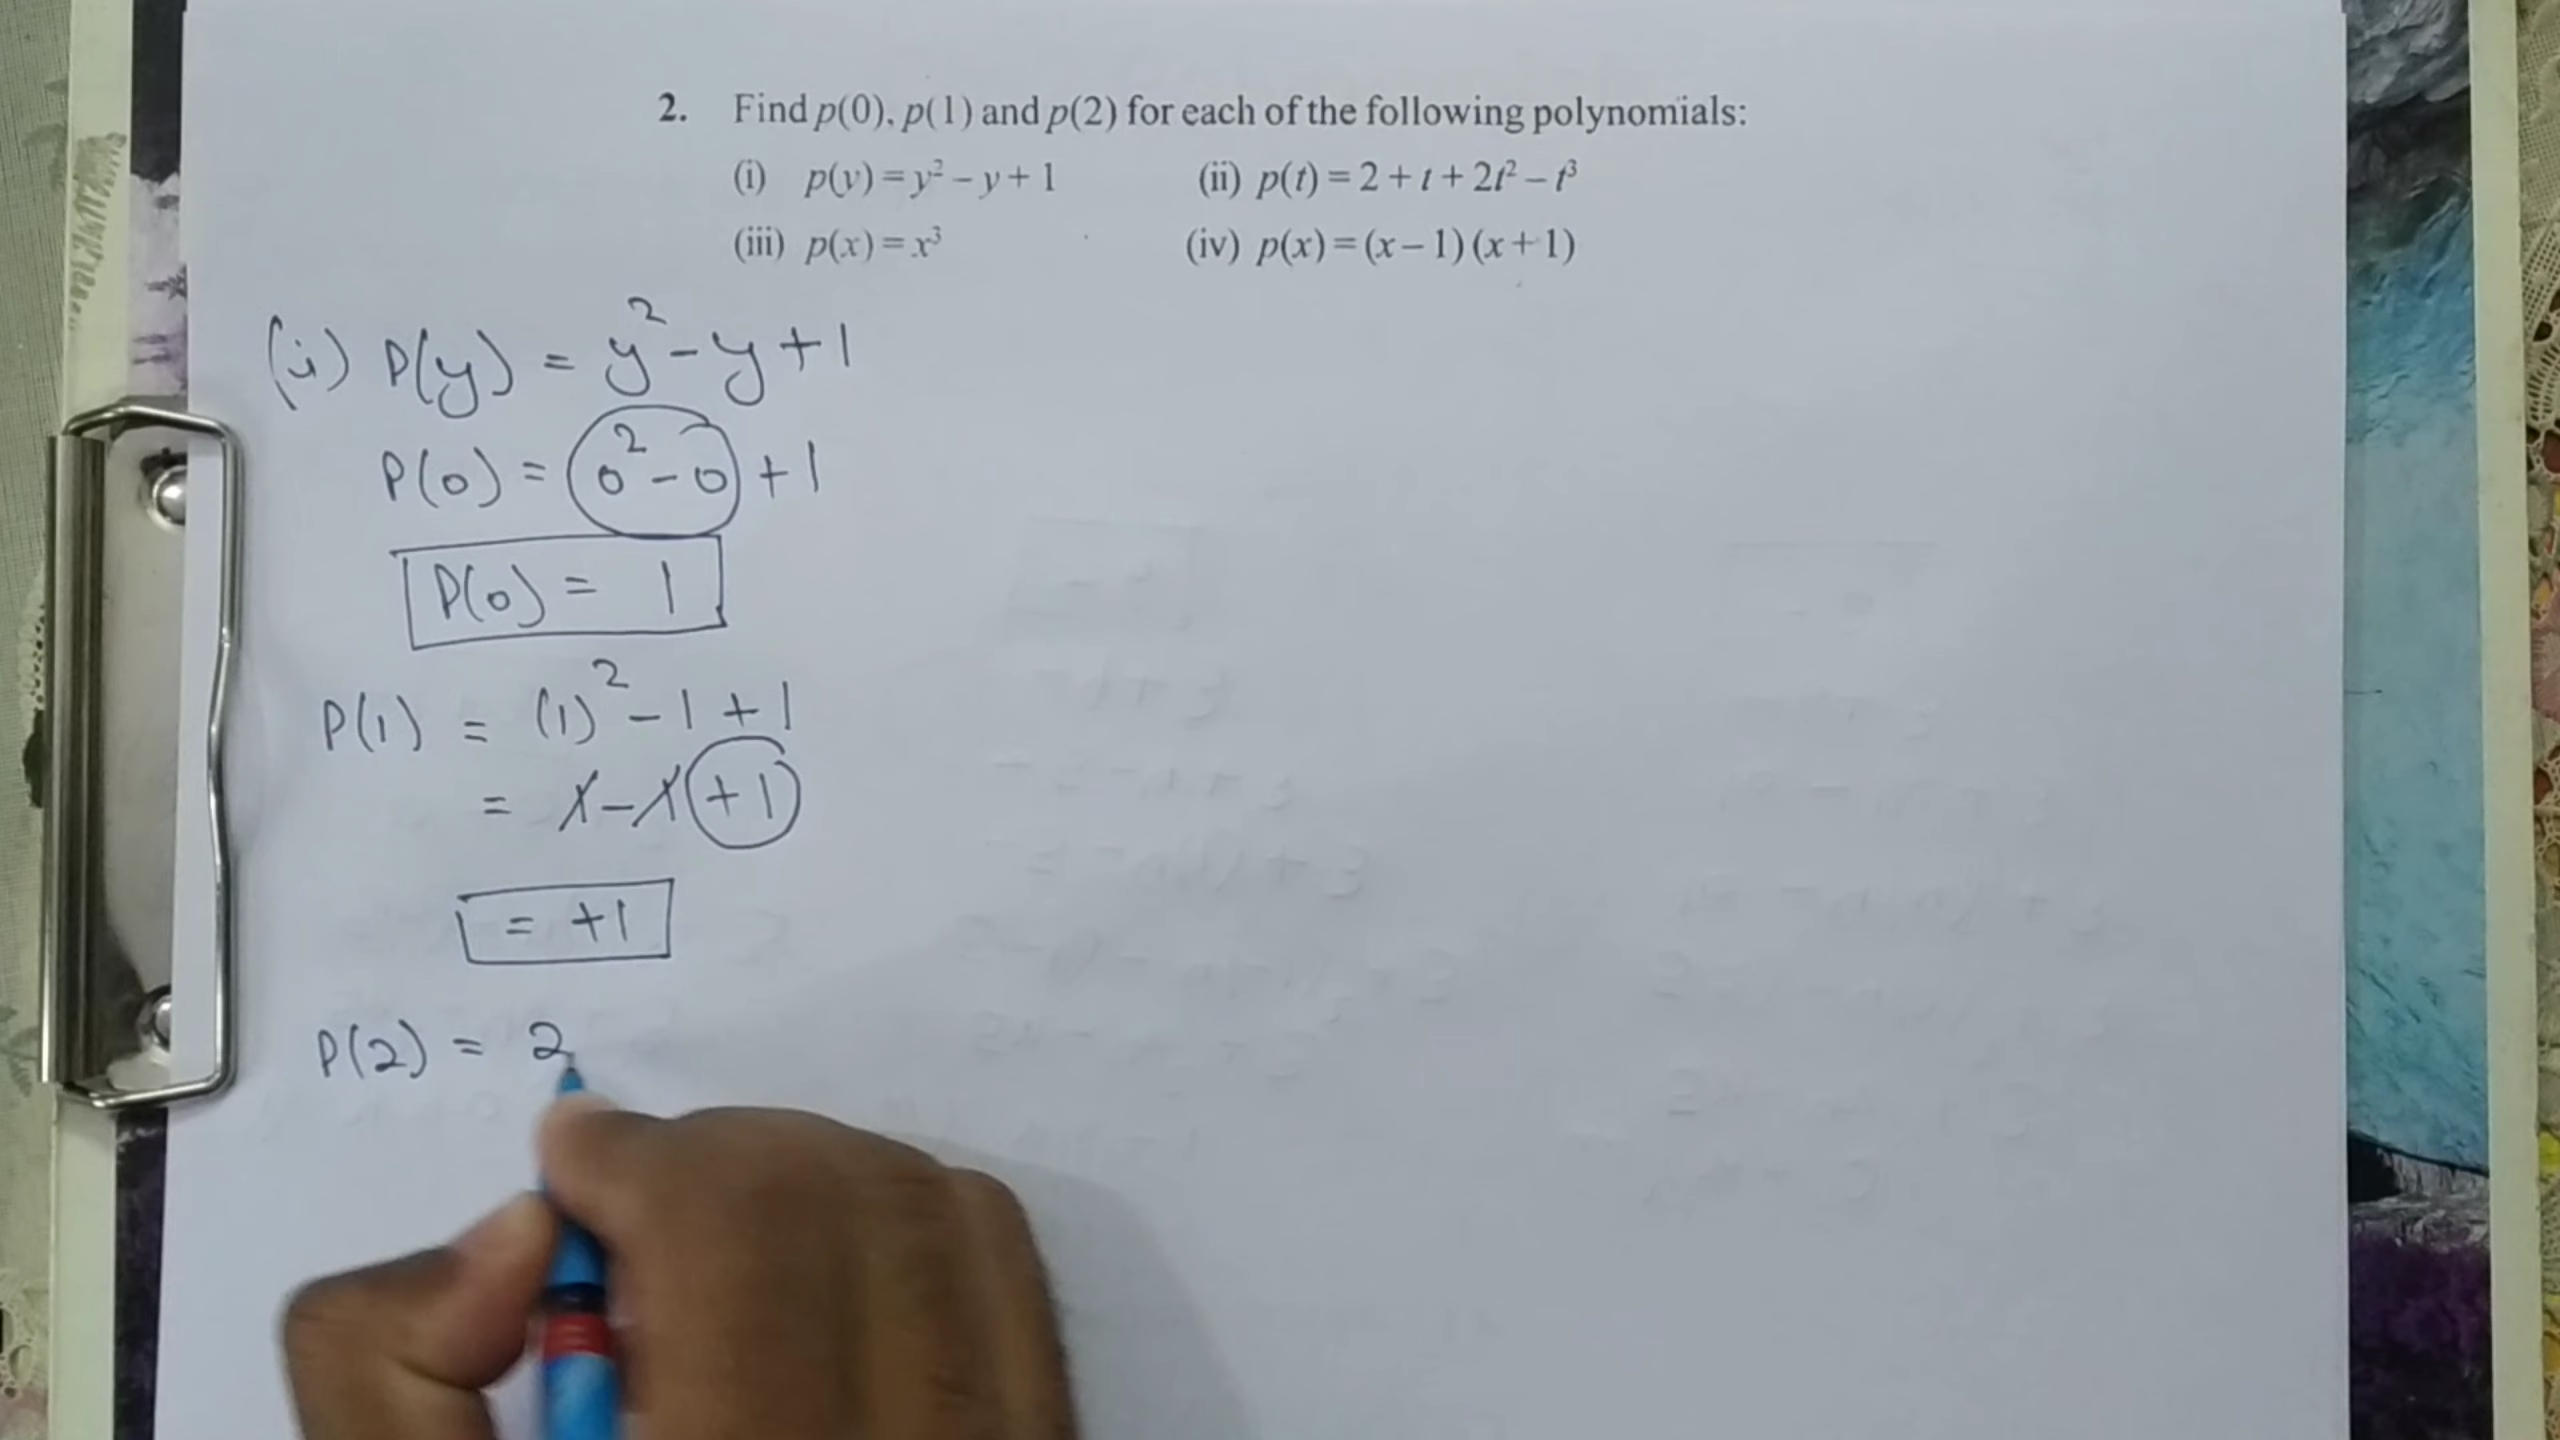 2. Find p(0), p(1) and p(2) for each of the following polynomials:
(i) p(y) = y² – y + 1 (ii) p(t) = 2 + t + 2t² – t³
(iii) p(x) = x³ (iv) p(x) = (x – 1) (x + 1)
(i) P(y) = y² - y + 1
P(0) = 0² - 0 + 1
P(0) = 1
P(1) = (1)² - 1 + 1
= 1 - 1 + 1
= +1
P(2) = 2